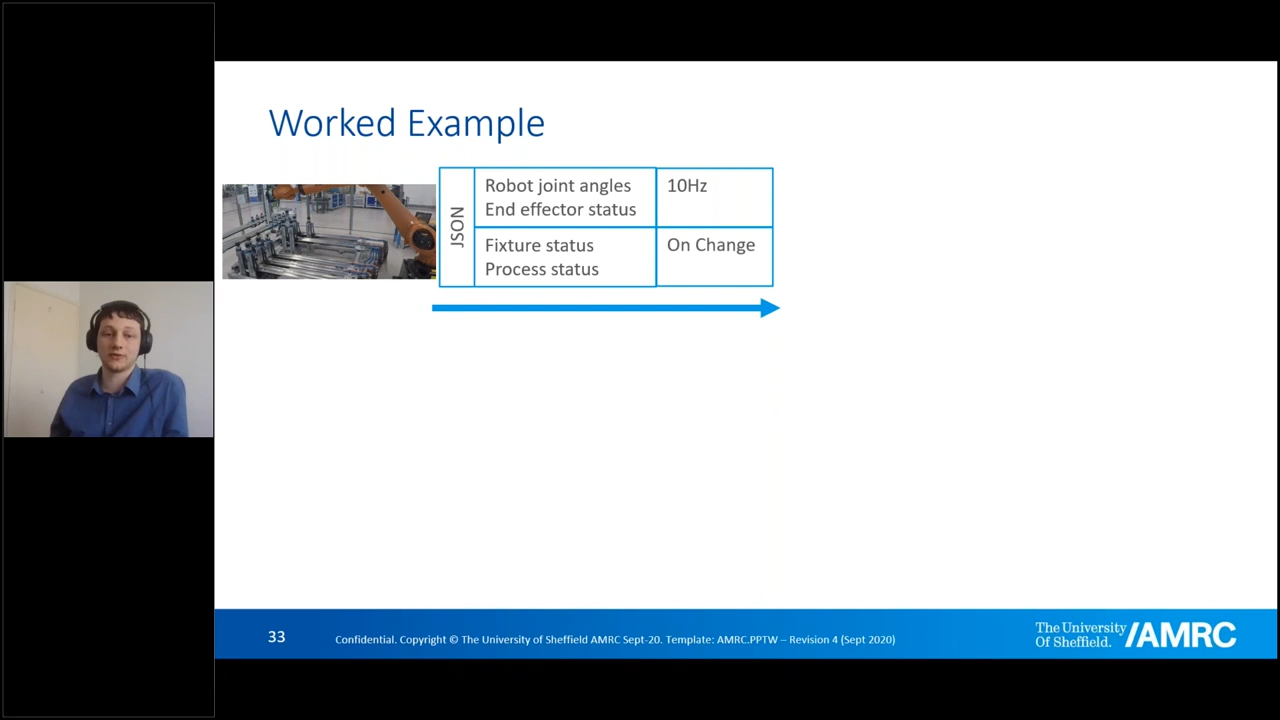 Worked Example
JSON
Robot joint angles
End effector status
10Hz
Fixture status
Process status
On Change
33
Confidential. Copyright © The University of Sheffield AMRC Sept-20. Template: AMRC.PPTW – Revision 4 (Sept 2020)
The University
Of Sheffield.
AMRC